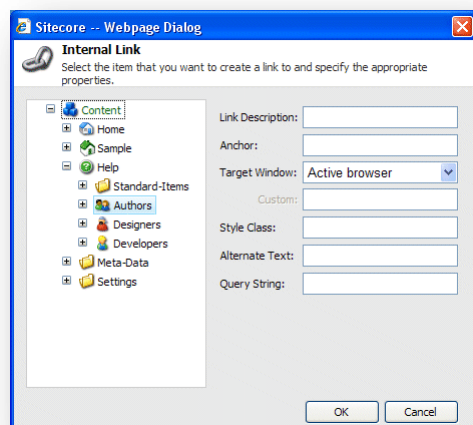 Sitecore -- Webpage Dialog
Internal Link
Select the item that you want to create a link to and specify the appropriate
properties.
Content
Home
Sample
Help
Standard-Items
Authors
Designers
Developers
Meta-Data
Settings
Link Description:
Anchor:
Target Window: Active browser
Custom:
Style Class:
Alternate Text:
Query String:
OK Cancel